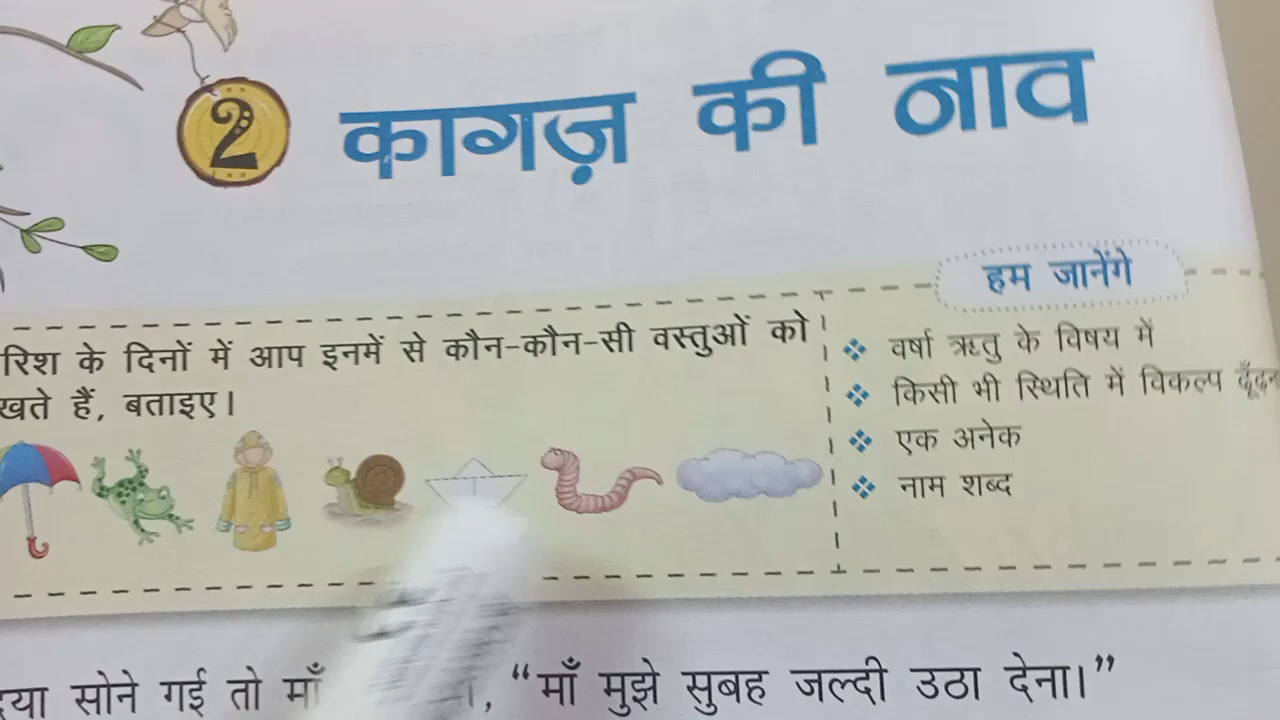 2 कागज़ की नाव
हम जानेंगे
रिश के दिनों में आप इनमें से कौन-कौन-सी वस्तुओं को
खते हैं, बताइए।
वर्षा ऋतु के विषय में
किसी भी स्थिति में विकल्प ढूँढन
एक अनेक
नाम शब्द
या सोने गई तो माँ , “माँ मुझे सुबह जल्दी उठा देना।”